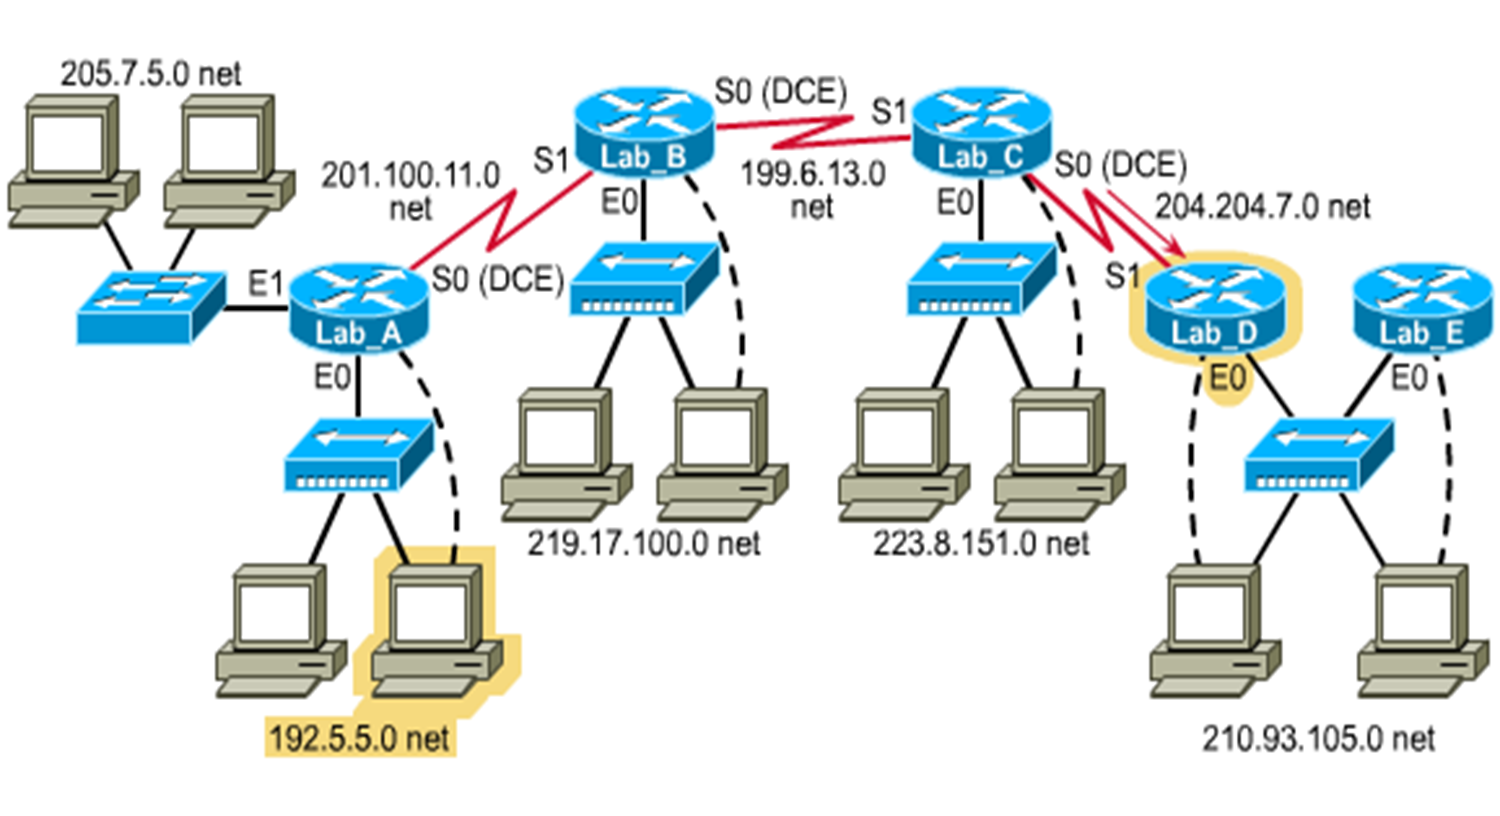 205.7.5.0 net
S0 (DCE)
S1
Lab_B
Lab_C
S1
201.100.11.0
net
199.6.13.0
net
S0 (DCE)
E0
E0
204.204.7.0 net
E1
S0 (DCE)
S1
Lab_A
Lab_D
Lab_E
E0
E0
E0
219.17.100.0 net
223.8.151.0 net
192.5.5.0 net
210.93.105.0 net